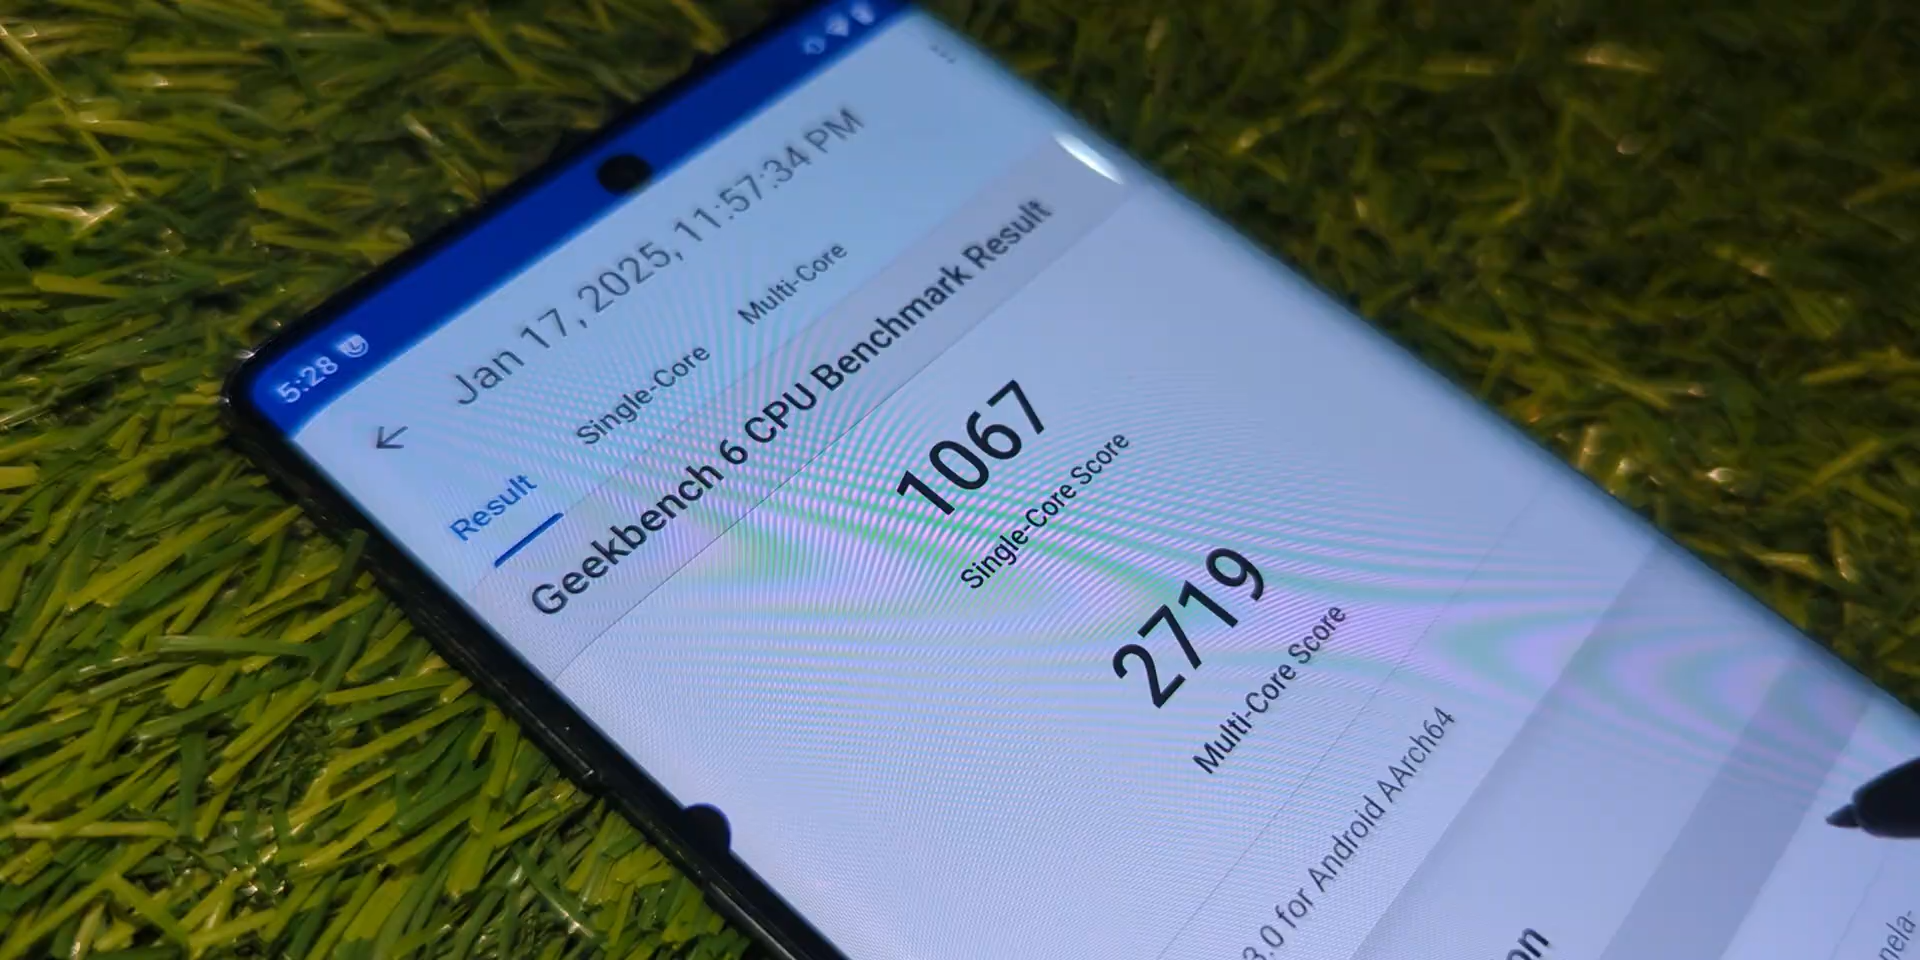 5:28
Jan 17, 2025, 11:57:34 PM
Result
Single-Core
Multi-Core
Geekbench 6 CPU Benchmark Result
1067
Single-Core Score
2719
Multi-Core Score
3.0 for Android AArch64